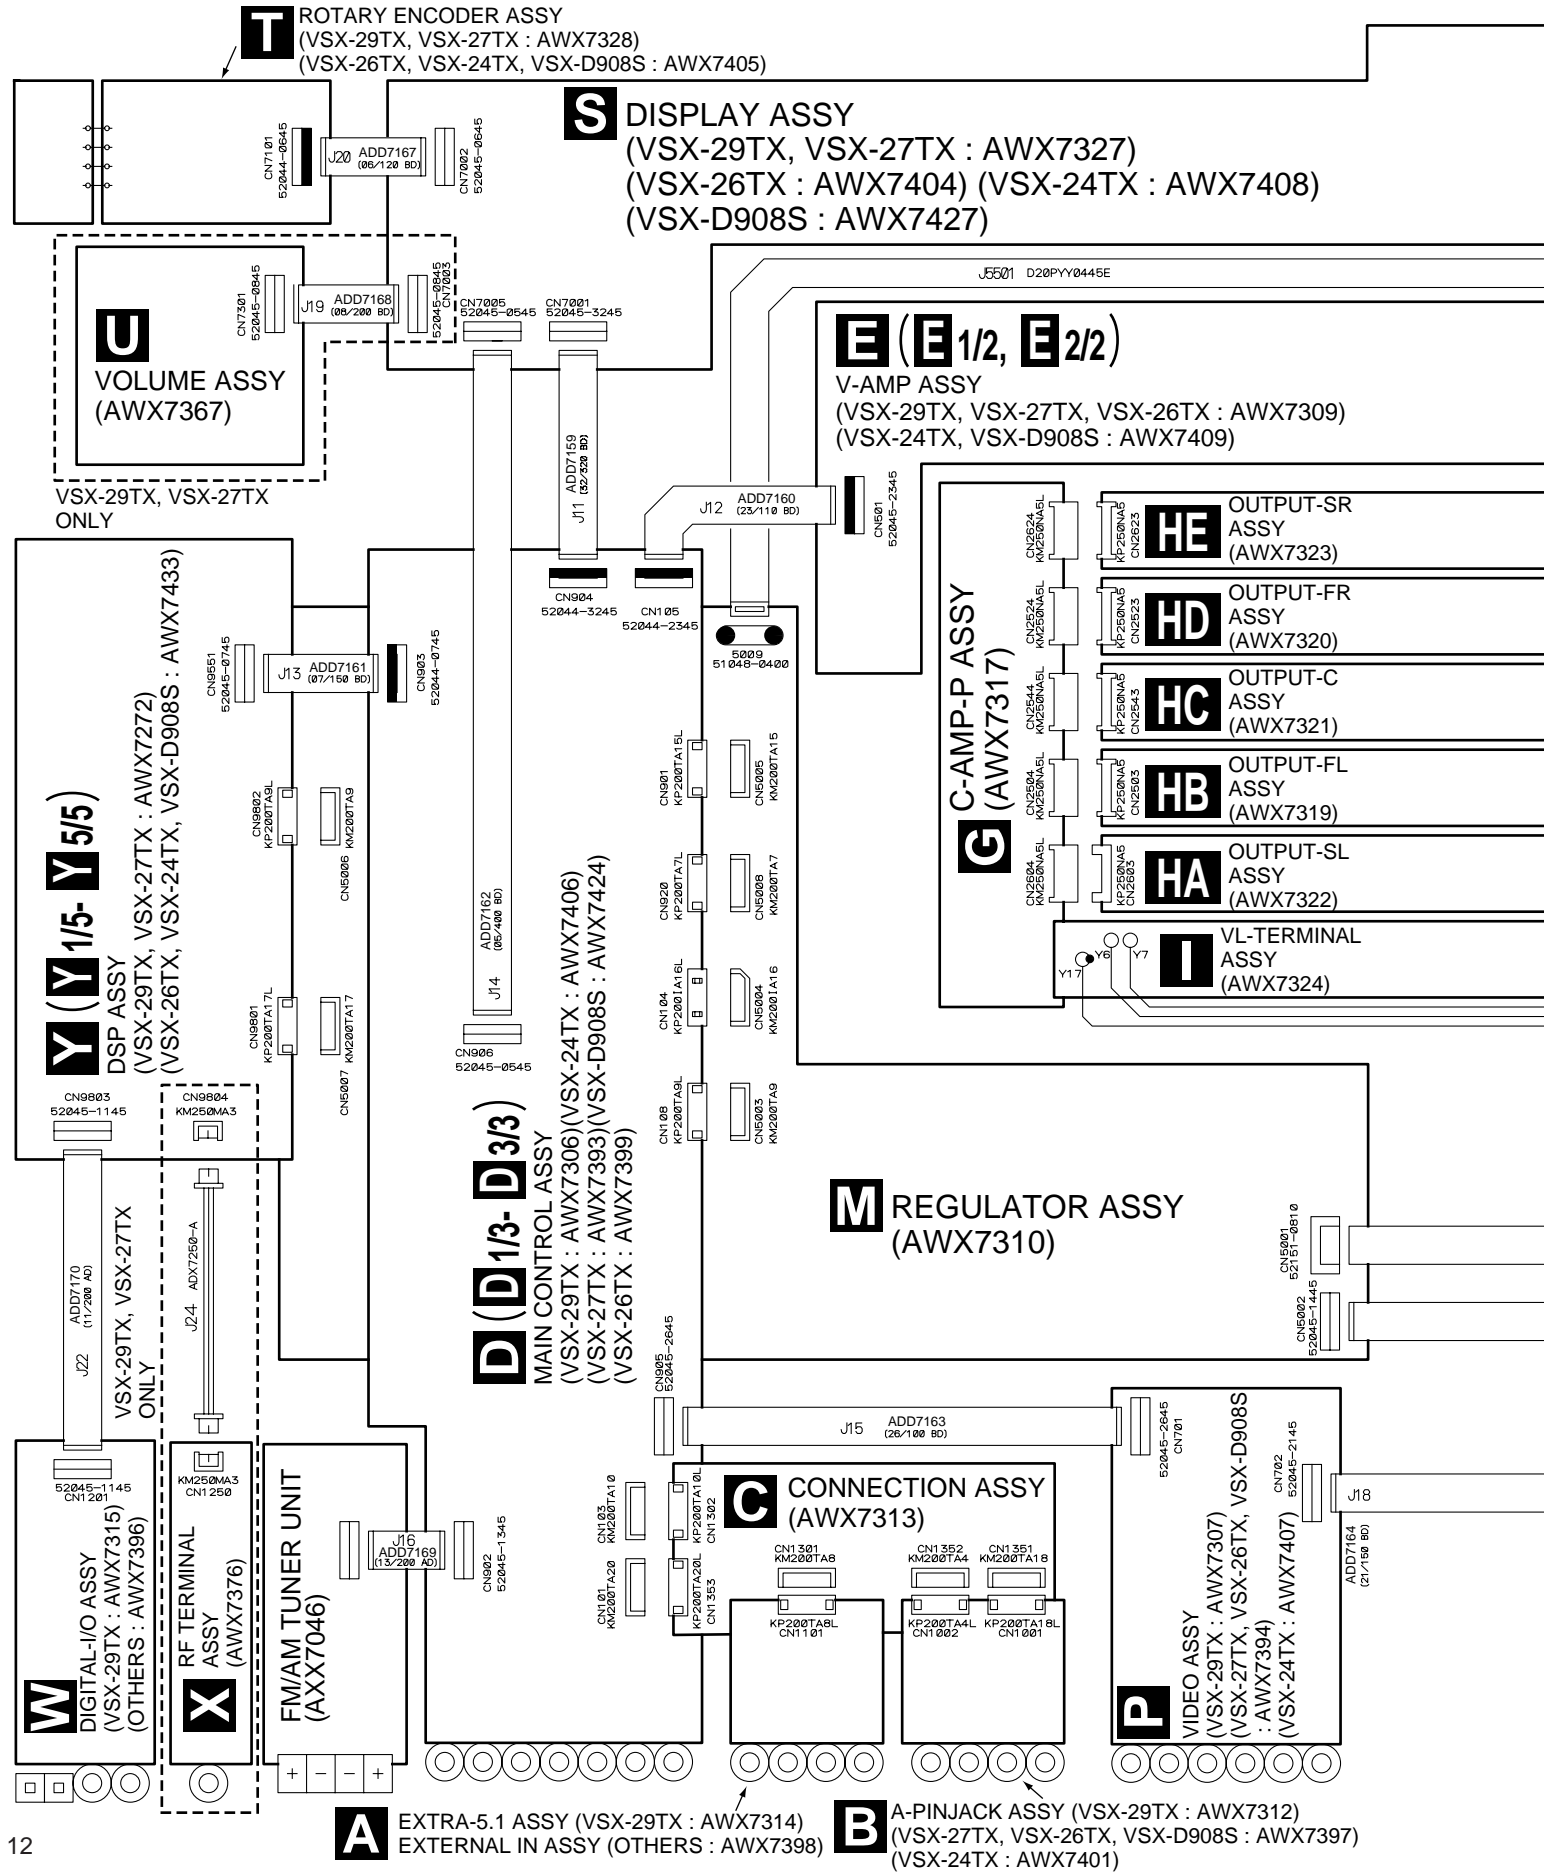 T ROTARY ENCODER ASSY
(VSX-29TX, VSX-27TX : AWX7328)
(VSX-26TX, VSX-24TX, VSX-D908S : AWX7405)
S DISPLAY ASSY
(VSX-29TX, VSX-27TX : AWX7327)
(VSX-26TX : AWX7404) (VSX-24TX : AWX7408)
(VSX-D908S : AWX7427)
CN7101
52044-0645
J20
ADD7167
(06/120 BD)
CN7002
52045-0645
J5501 D20PYY0445E
U
VOLUME ASSY
(AWX7367)
CN7301
52045-0845
J19
ADD7168
(08/200 BD)
52045-0845
CN7003
CN7005
52045-0545
CN7001
52045-3245
VSX-29TX, VSX-27TX
ONLY
E (E 1/2, E 2/2)
V-AMP ASSY
(VSX-29TX, VSX-27TX, VSX-26TX : AWX7309)
(VSX-24TX, VSX-D908S : AWX7409)
J11
ADD7159
(32/320 BD)
J12
ADD7160
(23/110 BD)
CN501
52045-2345
CN904
52044-3245
CN105
52044-2345
5009
51048-0400
G C-AMP-P ASSY
(AWX7317)
CN2624
KM250NA5L
KP250NA5
CN2623
HE OUTPUT-SR
ASSY
(AWX7323)
CN2524
KM250NA5L
KP250NA5
CN2523
HD OUTPUT-FR
ASSY
(AWX7320)
CN2544
KM250NA5L
KP250NA5
CN2543
HC OUTPUT-C
ASSY
(AWX7321)
CN2504
KM250NA5L
KP250NA5
CN2503
HB OUTPUT-FL
ASSY
(AWX7319)
CN2604
KM250NA5L
KP250NA5
CN2603
HA OUTPUT-SL
ASSY
(AWX7322)
Y17
Y6
Y7
I VL-TERMINAL
ASSY
(AWX7324)
Y (Y 1/5- Y 5/5)
DSP ASSY
(VSX-29TX, VSX-27TX : AWX7272)
(VSX-26TX, VSX-24TX, VSX-D908S : AWX7433)
CN9551
52045-0745
J13
ADD7161
(07/150 BD)
CN903
52044-0745
CN9802
KP200TA9L
KM200TA9
CN5006
CN9801
KP200TA17L
KM200TA17
CN5007
J14
ADD7162
(05/400 BD)
CN906
52045-0545
CN901
KP200TA15L
CN5005
KM200TA15
CN920
KP200TA7L
CN5008
KM200TA7
CN104
KP200IA16L
CN5004
KM200IA16
CN108
KP200TA9L
CN5003
KM200TA9
D (D 1/3- D 3/3)
MAIN CONTROL ASSY
(VSX-29TX : AWX7306)(VSX-24TX : AWX7406)
(VSX-27TX : AWX7393)(VSX-D908S : AWX7424)
(VSX-26TX : AWX7399)
M REGULATOR ASSY
(AWX7310)
CN5001
52151-0810
CN5002
52045-1445
CN9803
52045-1145
CN9804
KM250MA3
J22
ADD7170
(11/200 AD)
VSX-29TX, VSX-27TX
ONLY
J24 ADX7250-A
52045-1145
CN1201
KM250MA3
CN1250
W
DIGITAL-I/O ASSY
(VSX-29TX : AWX7315)
(OTHERS : AWX7396)
X
RF TERMINAL
ASSY
(AWX7376)
FM/AM TUNER UNIT
(AXX7046)
+ − − +
J16
ADD7169
(13/200 AD)
CN902
52045-1345
CN905
52045-2645
J15
ADD7163
(26/100 BD)
52045-2645
CN701
CN103
KM200TA10
KP200TA10L
CN1302
CN101
KM200TA20
KP200TA20L
CN1353
C CONNECTION ASSY
(AWX7313)
CN1301
KM200TA8
CN1352
KM200TA4
CN1351
KM200TA18
KP200TA8L
CN1101
KP200TA4L
CN1002
KP200TA18L
CN1001
P
VIDEO ASSY
(VSX-29TX : AWX7307)
(VSX-27TX, VSX-26TX, VSX-D908S
: AWX7394)
(VSX-24TX : AWX7407)
CN702
52045-2145
J18
ADD7164
(21/150 BD)
A EXTRA-5.1 ASSY (VSX-29TX : AWX7314)
EXTERNAL IN ASSY (OTHERS : AWX7398)
B A-PINJACK ASSY (VSX-29TX : AWX7312)
(VSX-27TX, VSX-26TX, VSX-D908S : AWX7397)
(VSX-24TX : AWX7401)
12